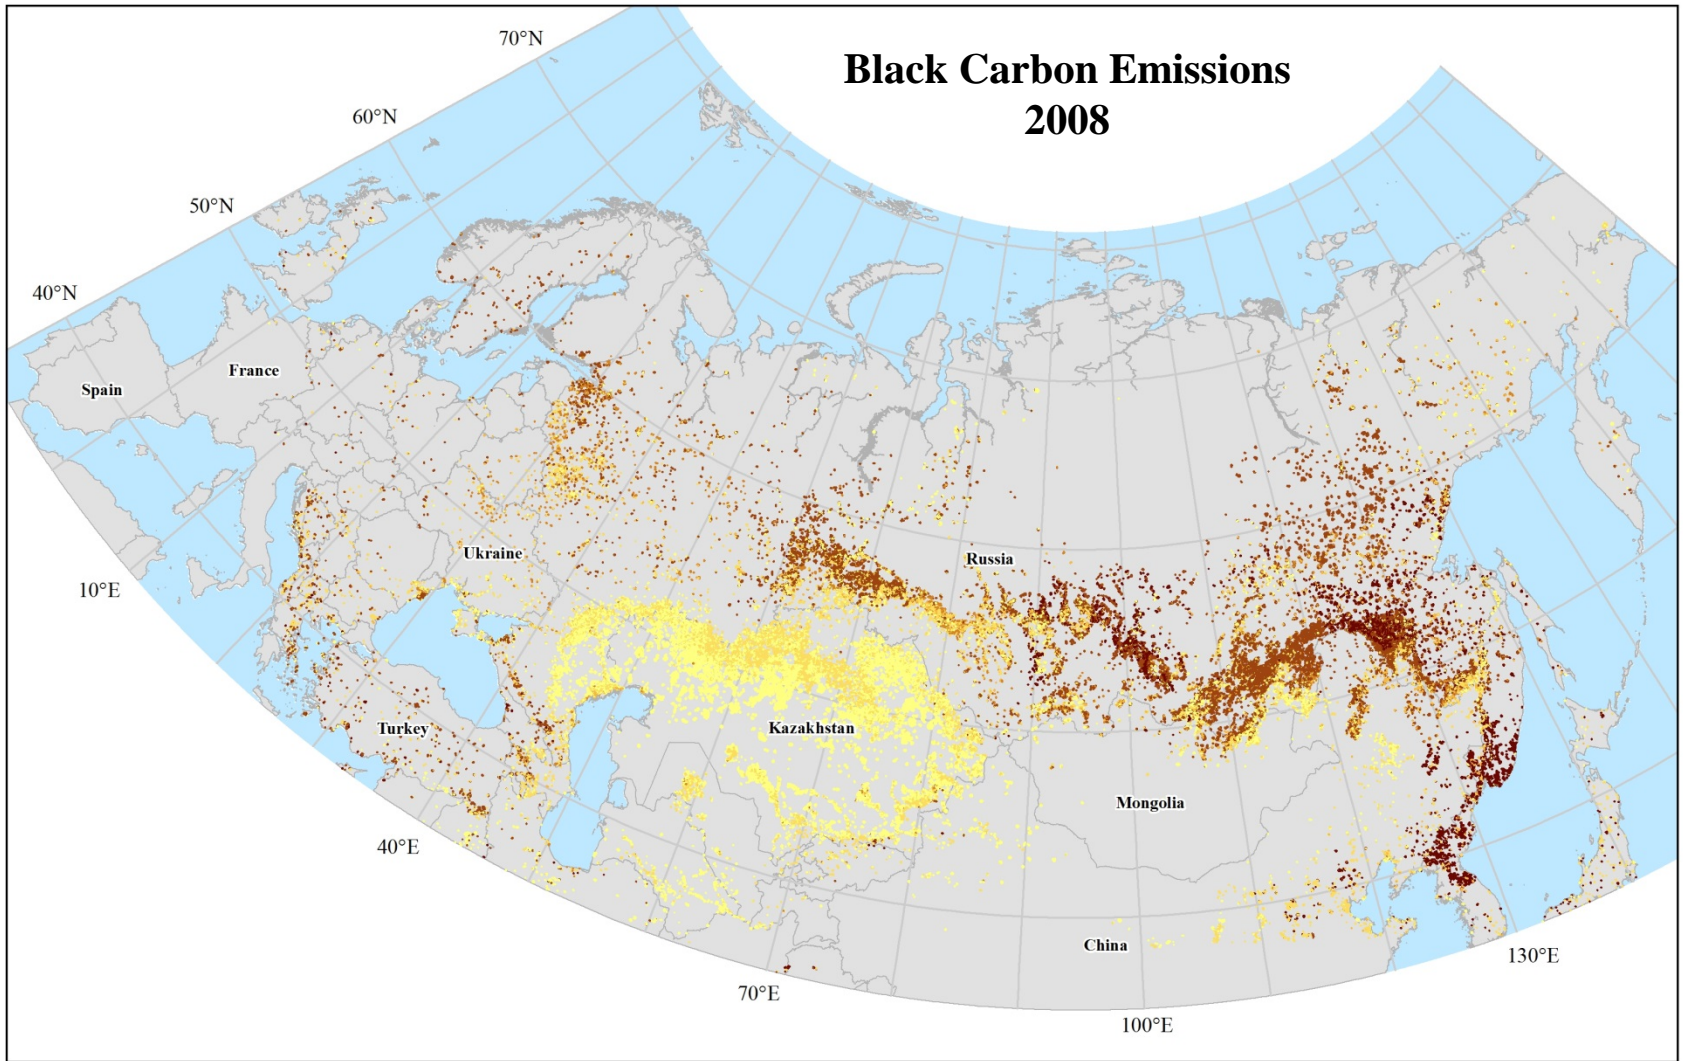 Black Carbon Emissions
2008
70°N
60°N
50°N
40°N
Spain
France
Ukraine
Russia
10°E
Turkey
Kazakhstan
Mongolia
40°E
China
130°E
70°E
100°E